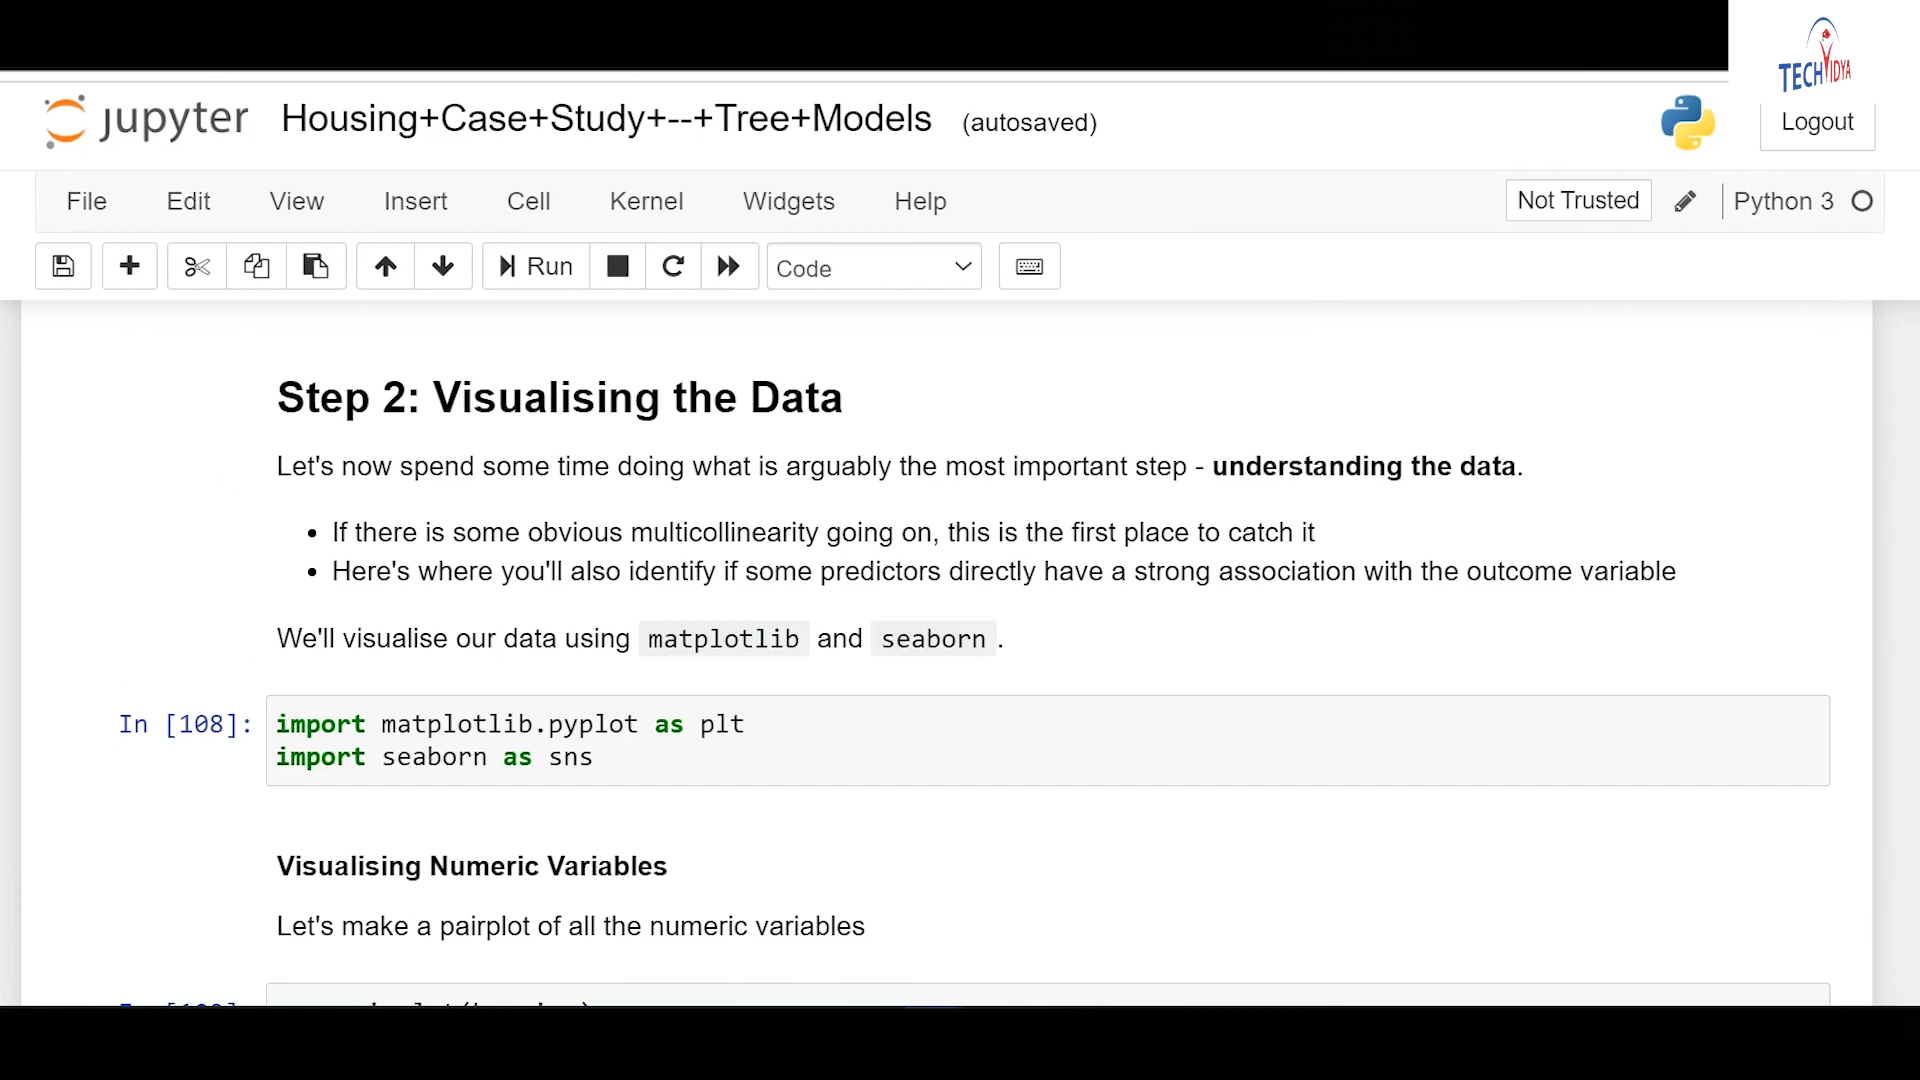 TECHVIDYA
jupyter Housing+Case+Study+--+Tree+Models (autosaved)
Logout
File Edit View Insert Cell Kernel Widgets Help Not Trusted Python 3
Run Code
Step 2: Visualising the Data
Let's now spend some time doing what is arguably the most important step - understanding the data.
• If there is some obvious multicollinearity going on, this is the first place to catch it
• Here's where you'll also identify if some predictors directly have a strong association with the outcome variable
We'll visualise our data using matplotlib and seaborn.
In [108]: import matplotlib.pyplot as plt
import seaborn as sns
Visualising Numeric Variables
Let's make a pairplot of all the numeric variables